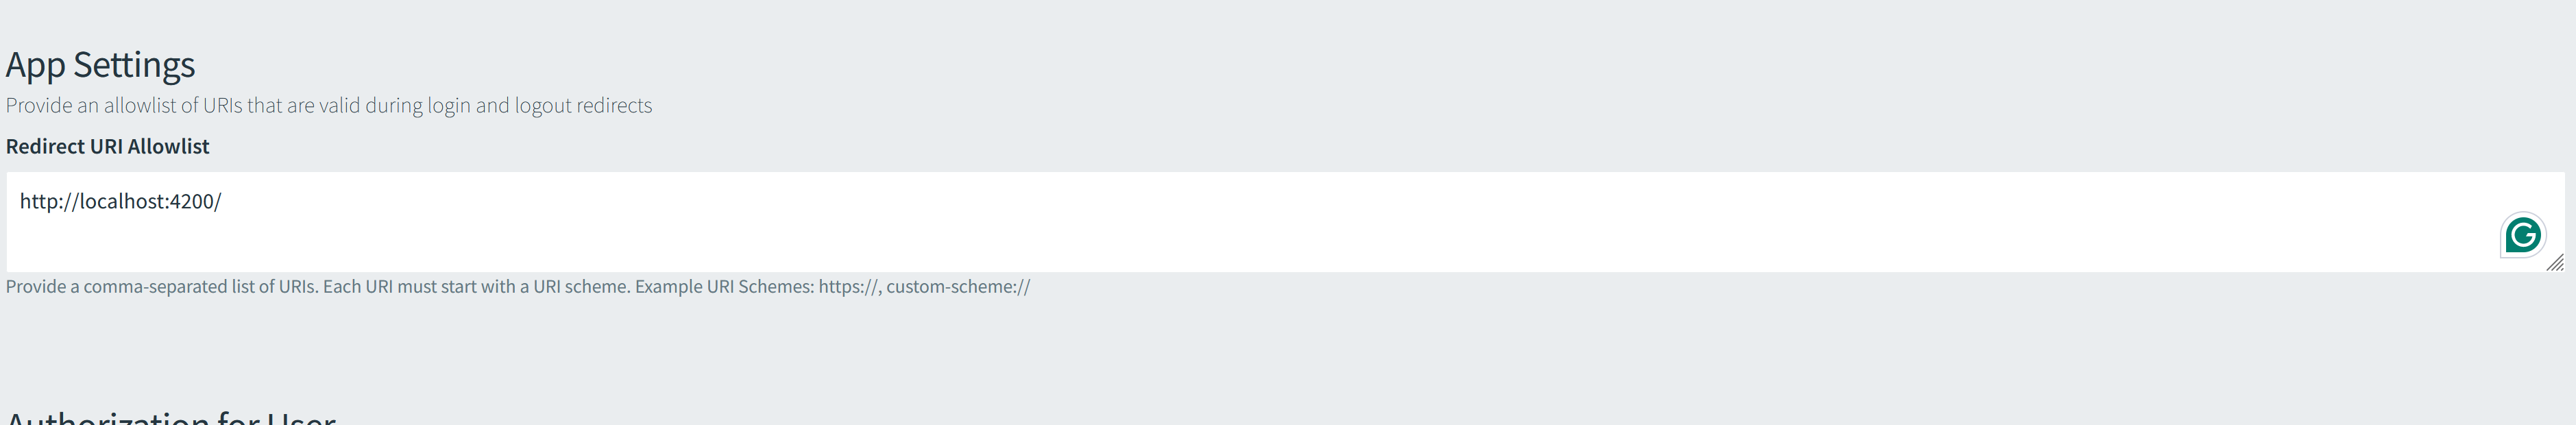 App Settings
Provide an allowlist of URIs that are valid during login and logout redirects
Redirect URI Allowlist
http://localhost:4200/
Provide a comma-separated list of URIs. Each URI must start with a URI scheme. Example URI Schemes: https://, custom-scheme://
Authorization for User